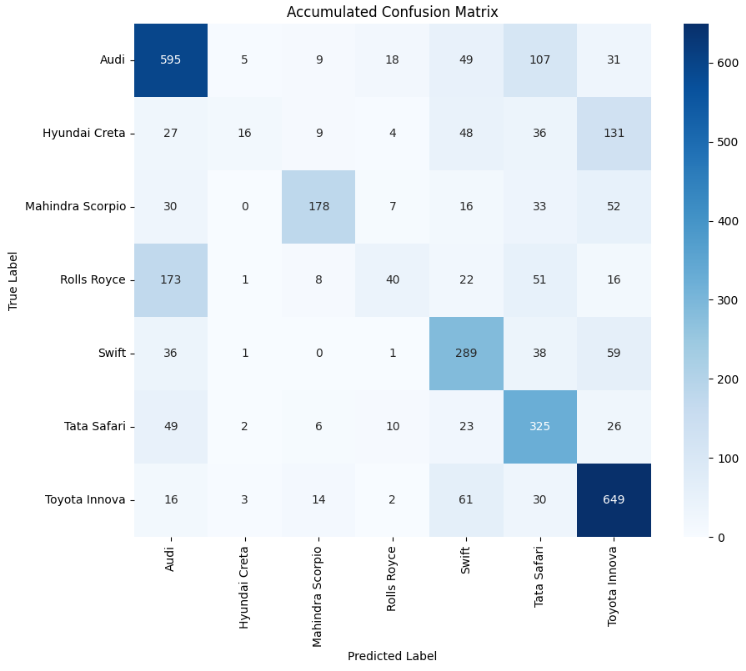 Accumulated Confusion Matrix
True Label
Audi 595 5 9 18 49 107 31
Hyundai Creta 27 16 9 4 48 36 131
Mahindra Scorpio 30 0 178 7 16 33 52
Rolls Royce 173 1 8 40 22 51 16
Swift 36 1 0 1 289 38 59
Tata Safari 49 2 6 10 23 325 26
Toyota Innova 16 3 14 2 61 30 649
Audi Hyundai Creta Mahindra Scorpio Rolls Royce Swift Tata Safari Toyota Innova
Predicted Label
600
500
400
300
200
100
0